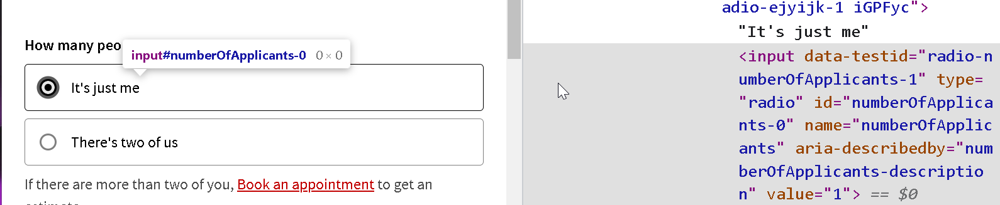 How many peo
input#numberOfApplicants-0 0 × 0
It's just me
There's two of us
If there are more than two of you, Book an appointment to get an
adio-ejyijk-1 iGPFyc">
"It's just me"
<input data-testid="radio-n
umberOfApplicants-1" type=
"radio" id="numberOfApplica
nts-0" name="numberOfApplic
ants" aria-describedby="num
berOfApplicants-descriptio
n" value="1"> == $0